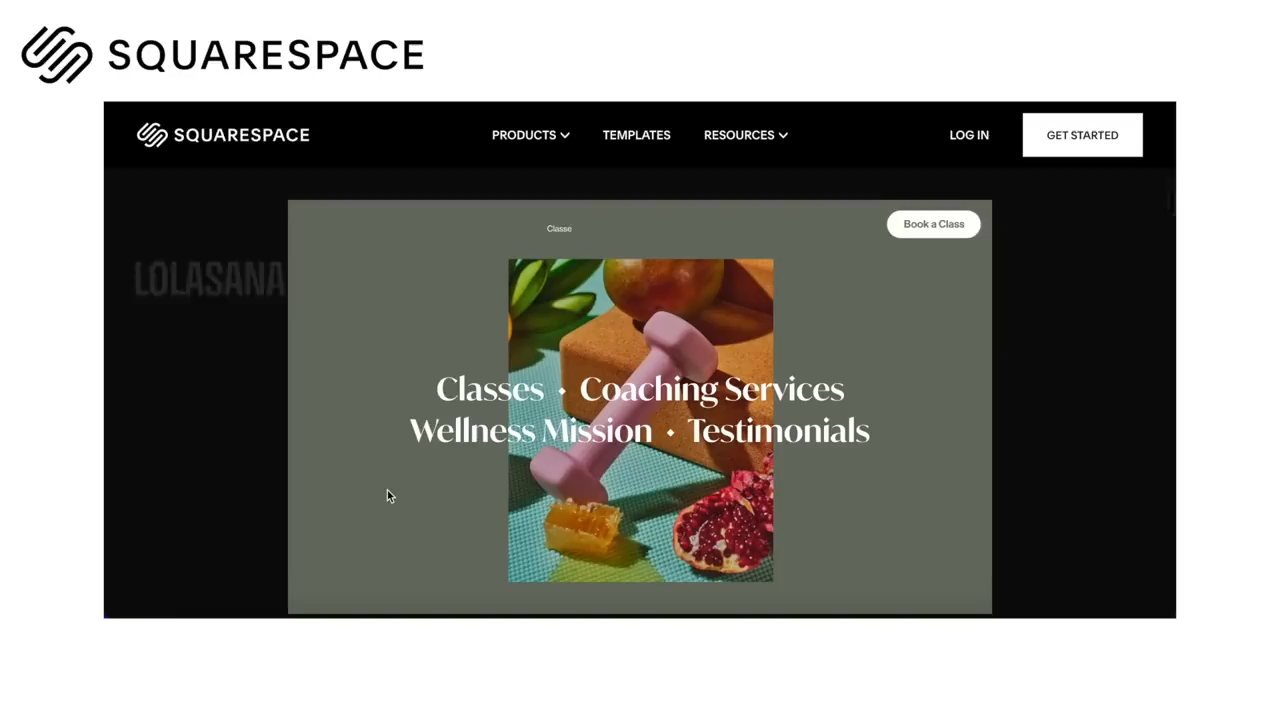 SQUARESPACE
SQUARESPACE PRODUCTS TEMPLATES RESOURCES LOG IN GET STARTED
Classe
Book a Class
LOLASANA
Classes • Coaching Services
Wellness Mission • Testimonials